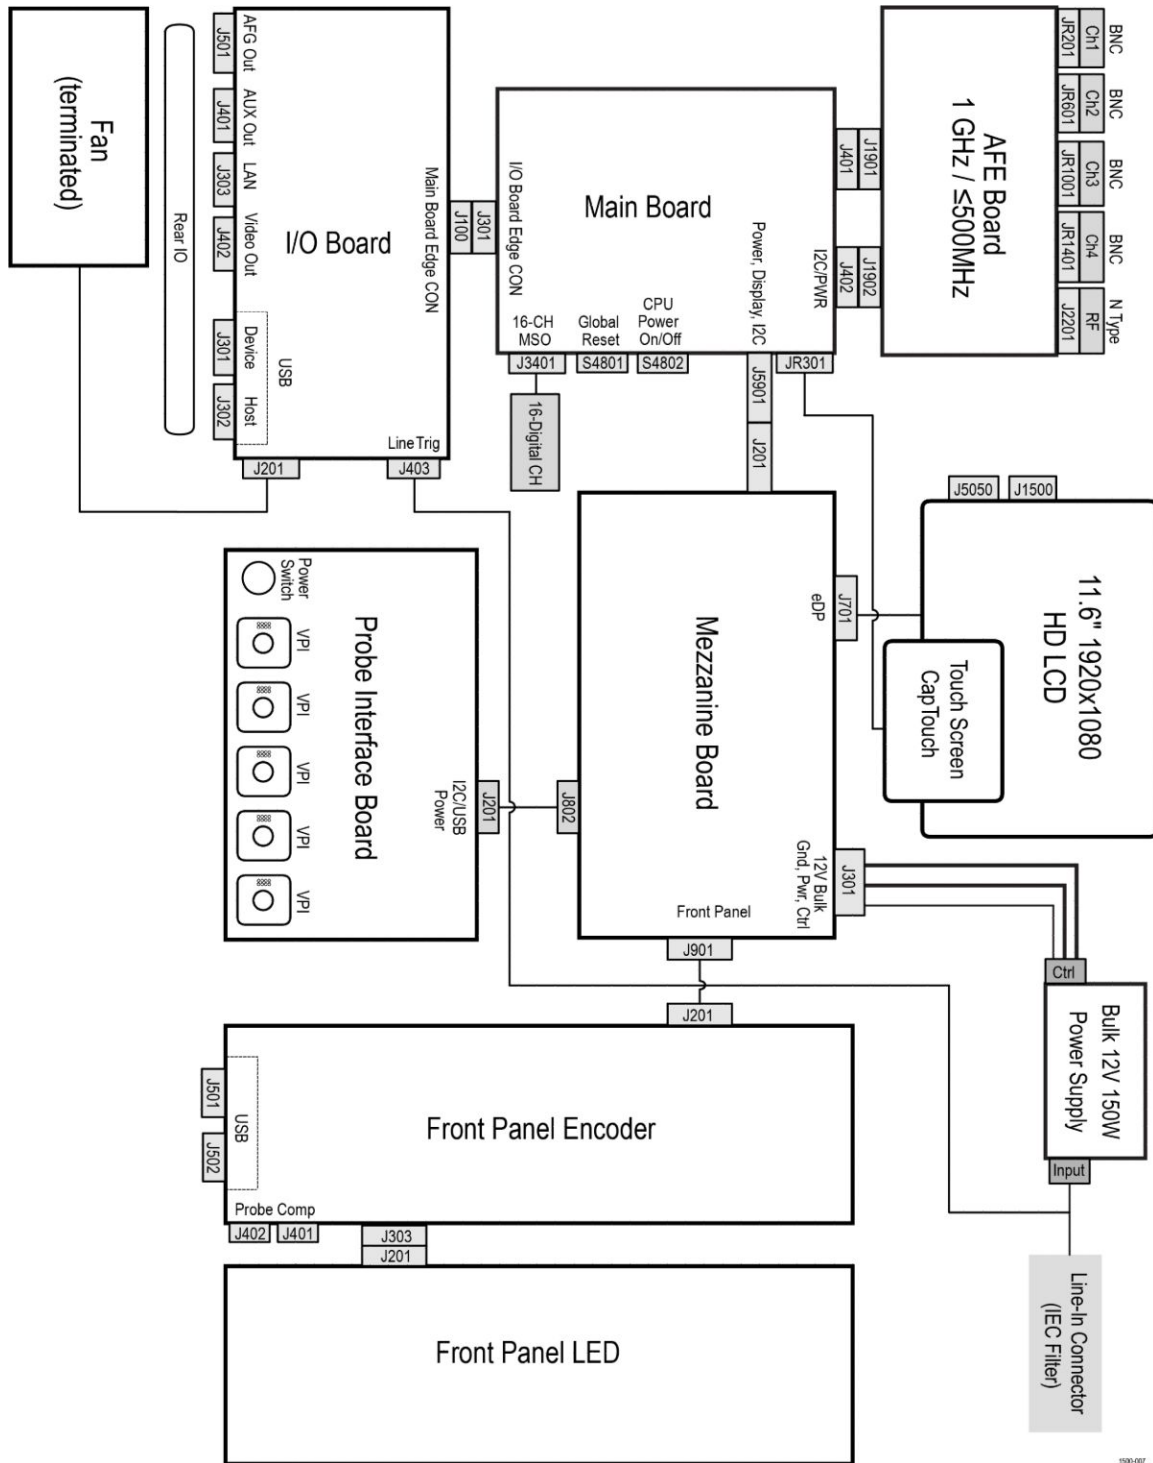 Fan
(terminated)
Rear IO
J501
J401
J303
J402
J301
J302
AFG Out
AUX Out
LAN
Video Out
Device
Host
USB
I/O Board
Main Board Edge CON
Line Trig
J201
J403
J100
J301
I/O Board Edge CON
Main Board
Power, Display, I2C
I2C/PWR
16-CH
MSO
Global
Reset
CPU
Power
On/Off
J3401
S4801
S4802
J5901
JR301
J201
16-Digital CH
J401
J1901
J402
J1902
AFE Board
1 GHz / ≤500MHz
JR201
Ch1
BNC
JR601
Ch2
BNC
JR1001
Ch3
BNC
JR1401
Ch4
BNC
J2201
RF
N Type
J5050
J1500
11.6" 1920x1080
HD LCD
Touch Screen
CapTouch
Mezzanine Board
eDP
J701
J802
12V Bulk
Gnd, Pwr, Ctrl
J301
Front Panel
J901
Power
Switch
VPI
VPI
VPI
VPI
VPI
Probe Interface Board
I2C/USB
Power
J201
Ctrl
Bulk 12V 150W
Power Supply
Input
Line-In Connector
(IEC Filter)
J201
Front Panel Encoder
J501
J502
USB
Probe Comp
J402
J401
J303
J201
Front Panel LED
1500-007